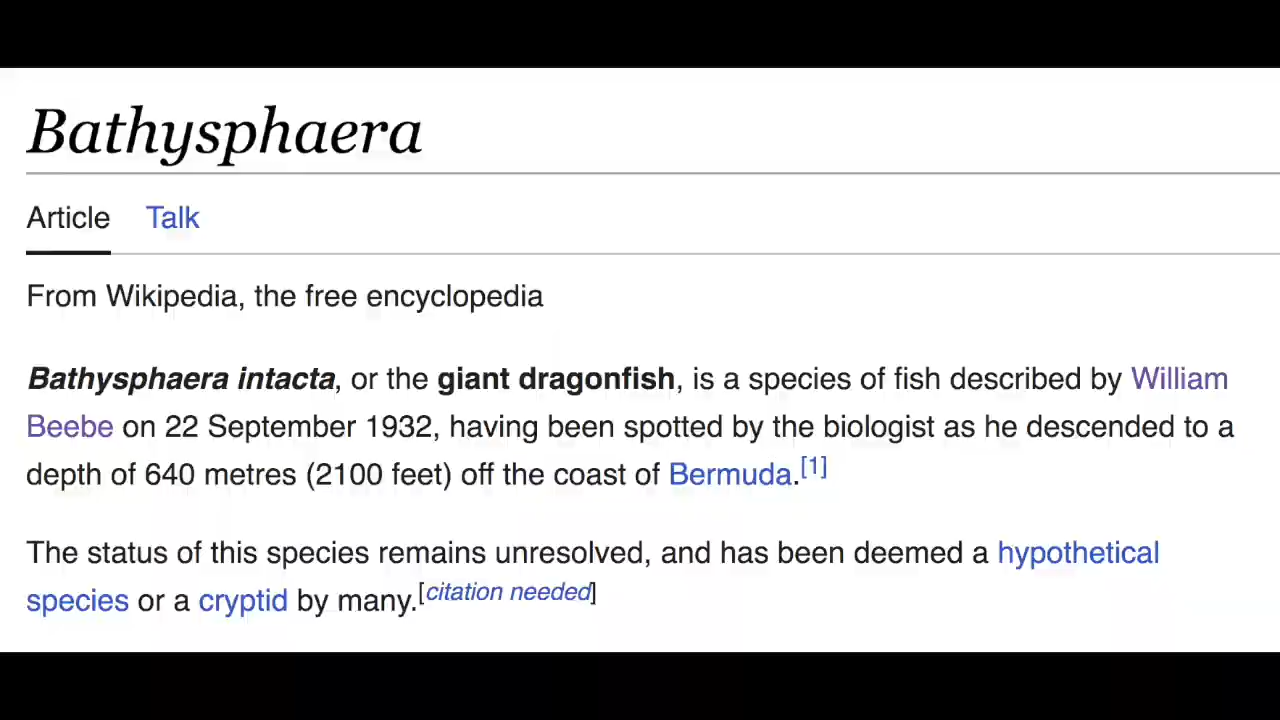 Bathysphaera
Article Talk
From Wikipedia, the free encyclopedia
Bathysphaera intacta, or the giant dragonfish, is a species of fish described by William
Beebe on 22 September 1932, having been spotted by the biologist as he descended to a
depth of 640 metres (2100 feet) off the coast of Bermuda.[1]
The status of this species remains unresolved, and has been deemed a hypothetical
species or a cryptid by many.[citation needed]